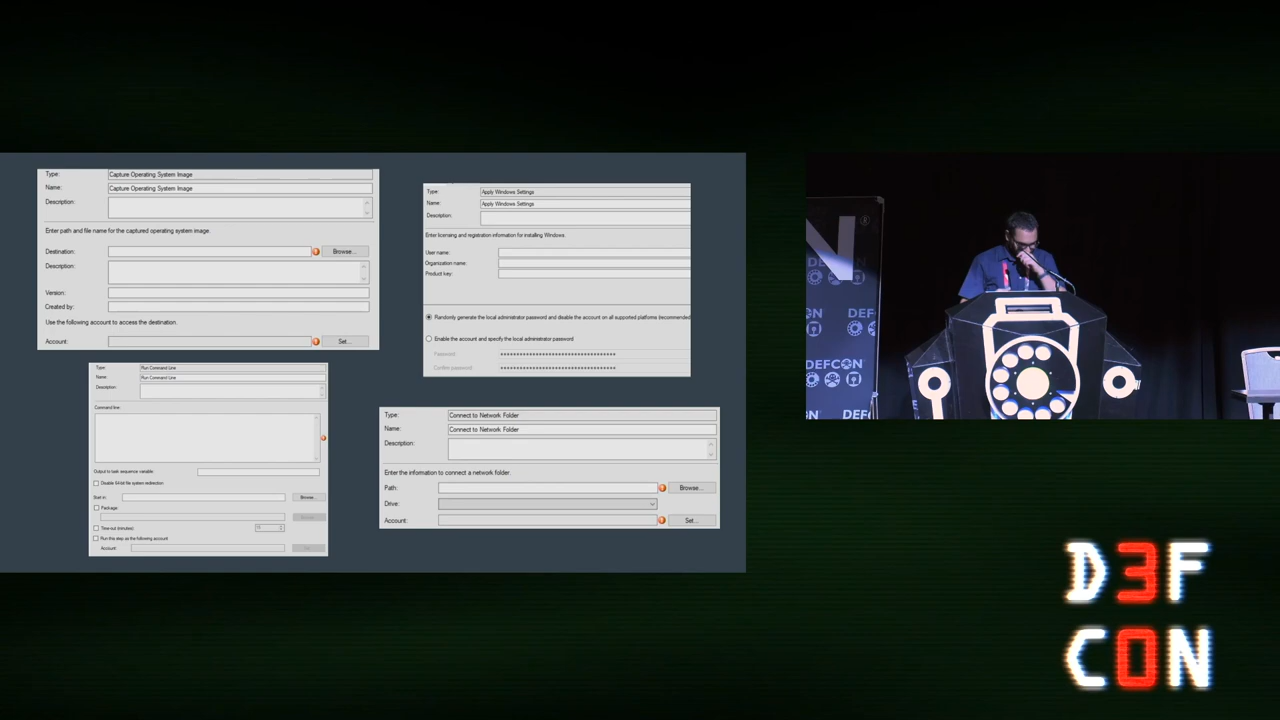 Type:
Capture Operating System Image
Name:
Capture Operating System Image
Description:
Enter path and file name for the captured operating system image.
Destination:
Browse...
Description:
Version:
Created by:
Use the following account to access the destination.
Account:
Set...
Type:
Apply Windows Settings
Name:
Apply Windows Settings
Description:
Enter licensing and registration information for installing Windows.
User name:
Organization name:
Product key:
Randomly generate the local administrator password and disable the account on all supported platforms (recommended
Enable the account and specify the local administrator password
Password:
Confirm password:
Type:
Run Command Line
Name:
Run Command Line
Description:
Command line:
Output to task sequence variable:
Disable 64-bit file system redirection
Start in:
Browse...
Package:
Time-out (minutes):
Run this step as the following account
Account:
Type:
Connect to Network Folder
Name:
Connect to Network Folder
Description:
Enter the information to connect a network folder.
Path:
Browse...
Drive:
Account:
Set...
N®
DEFCON
DEF
DEFCON
DEF
D3F
C0N